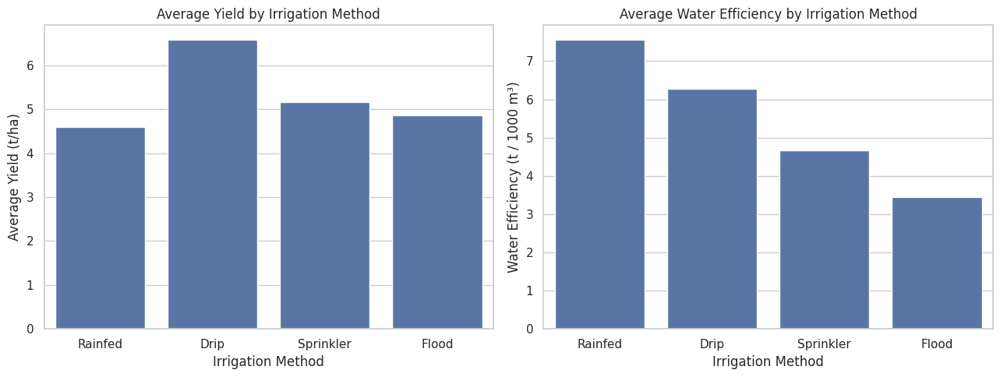 Average Yield by Irrigation Method
Average Yield (t/ha)
6
5
4
3
2
1
0
Rainfed Drip Sprinkler Flood
Irrigation Method
Average Water Efficiency by Irrigation Method
Water Efficiency (t / 1000 m³)
7
6
5
4
3
2
1
0
Rainfed Drip Sprinkler Flood
Irrigation Method